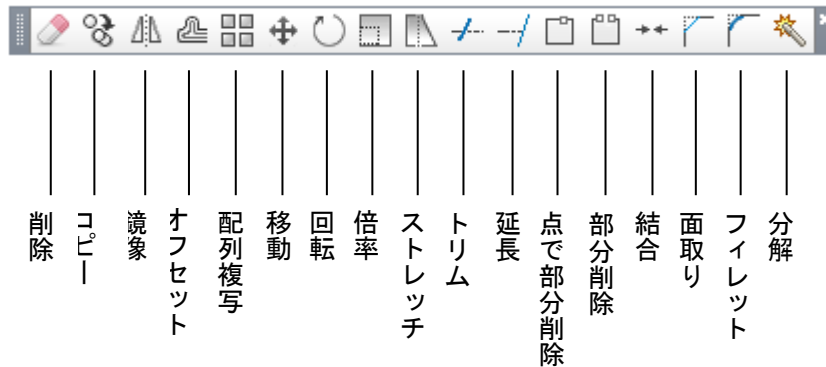 削除
コピー
鏡像
オフセット
配列複写
移動
回転
倍率
ストレッチ
トリム
延長
点で部分削除
部分削除
結合
面取り
フィレット
分解